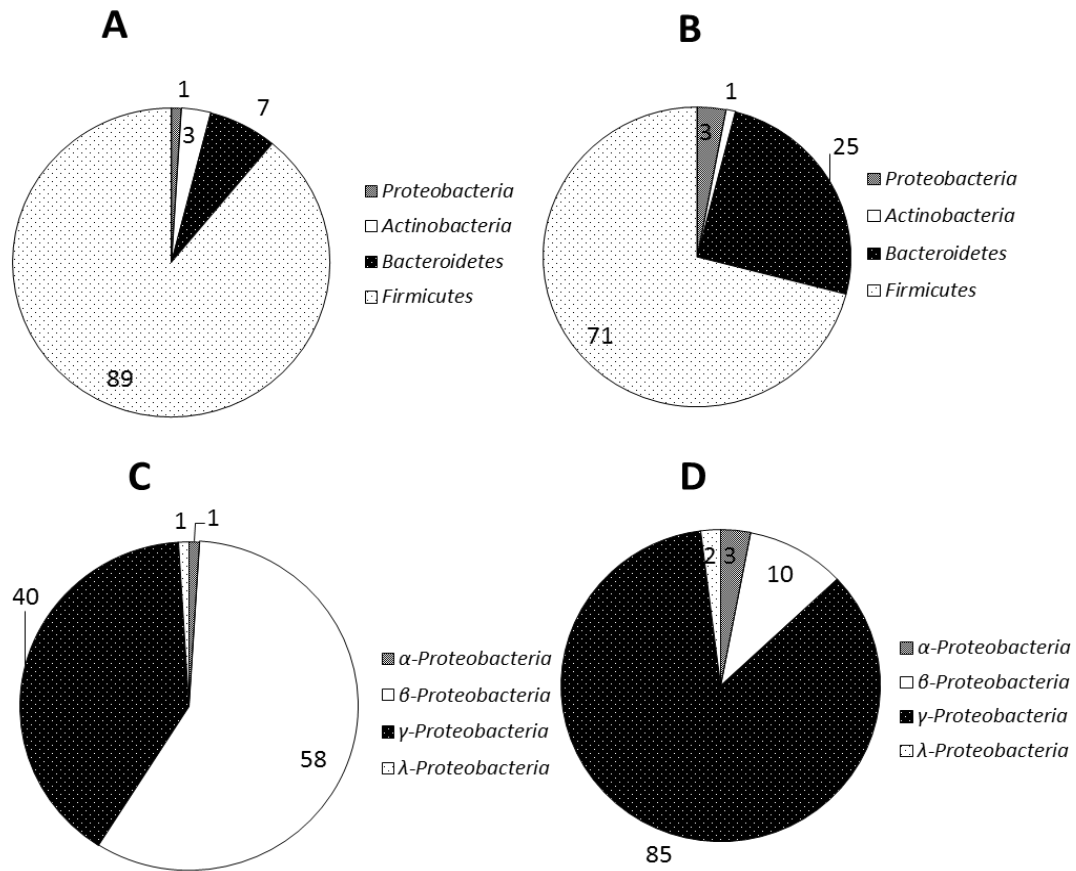 A
1
3
7
89
Proteobacteria
Actinobacteria
Bacteroidetes
Firmicutes
B
1
3
25
71
Proteobacteria
Actinobacteria
Bacteroidetes
Firmicutes
C
1
1
40
58
α-Proteobacteria
β-Proteobacteria
γ-Proteobacteria
λ-Proteobacteria
D
2
3
10
85
α-Proteobacteria
β-Proteobacteria
γ-Proteobacteria
λ-Proteobacteria